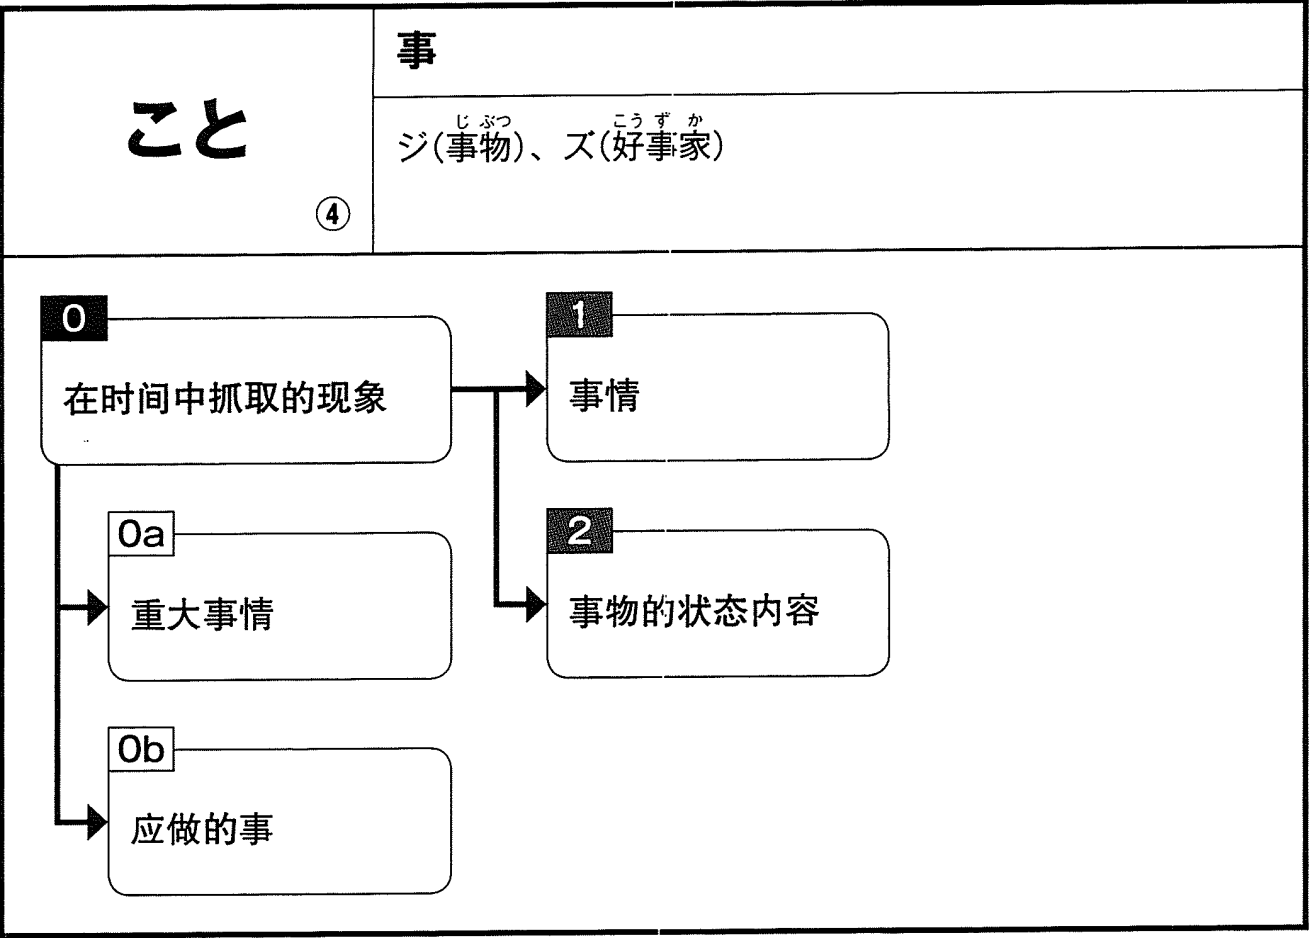 こと
④
事
じ ぶつ こう ず か
ジ(事物)、ズ(好事家)
0
在时间中抓取的现象
1
事情
0a
重大事情
2
事物的状态内容
0b
应做的事